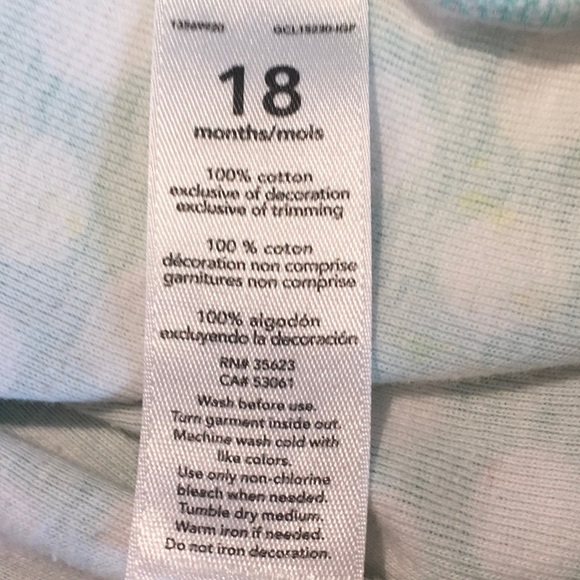 18
months/mois
100% cotton
exclusive of decoration
exclusive of trimming
100 % coton
décoration non comprise
garnitures non comprise
100% algodón
excluyendo la decoración
RN# 35623
CA# 53061
Wash before use.
Turn garment inside out.
Machine wash cold with
like colors.
Use only non-chlorine
bleach when needed.
Tumble dry medium.
Warm iron if needed.
Do not iron decoration.